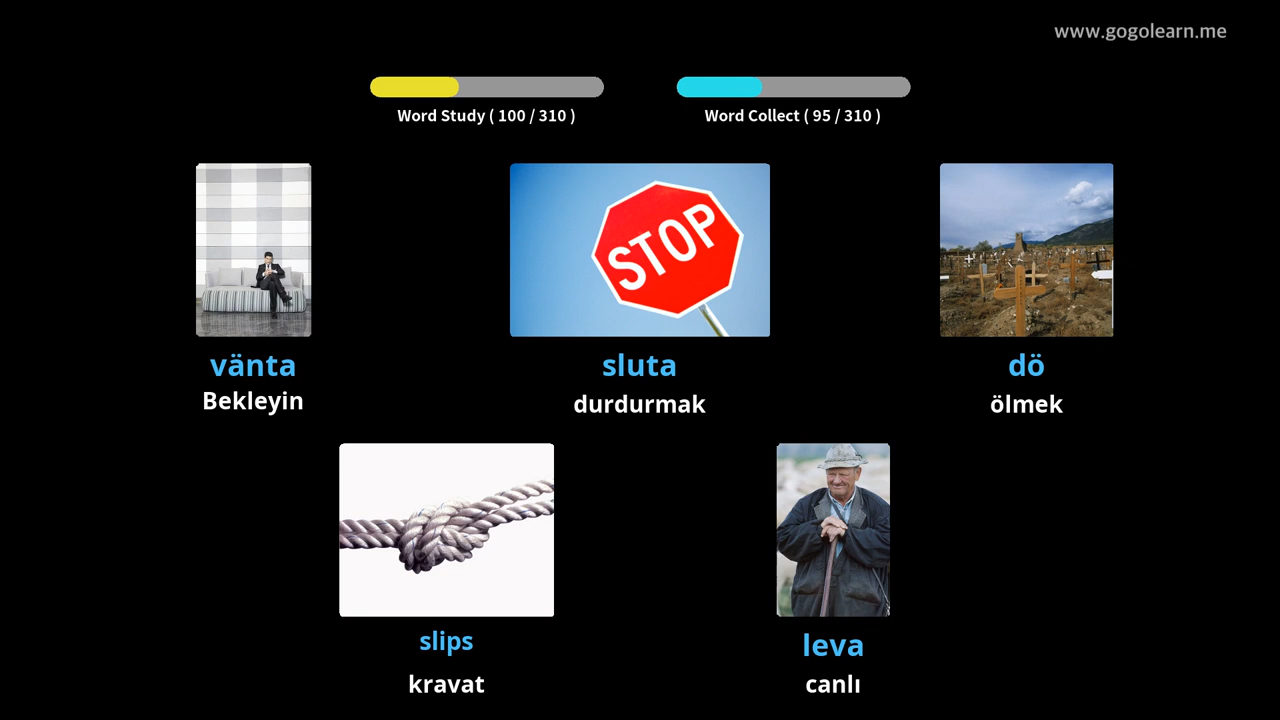 www.gogolearn.me
Word Study ( 100 / 310 )
Word Collect ( 95 / 310 )
STOP
vänta
Bekleyin
sluta
durdurmak
dö
ölmek
slips
kravat
leva
canlı